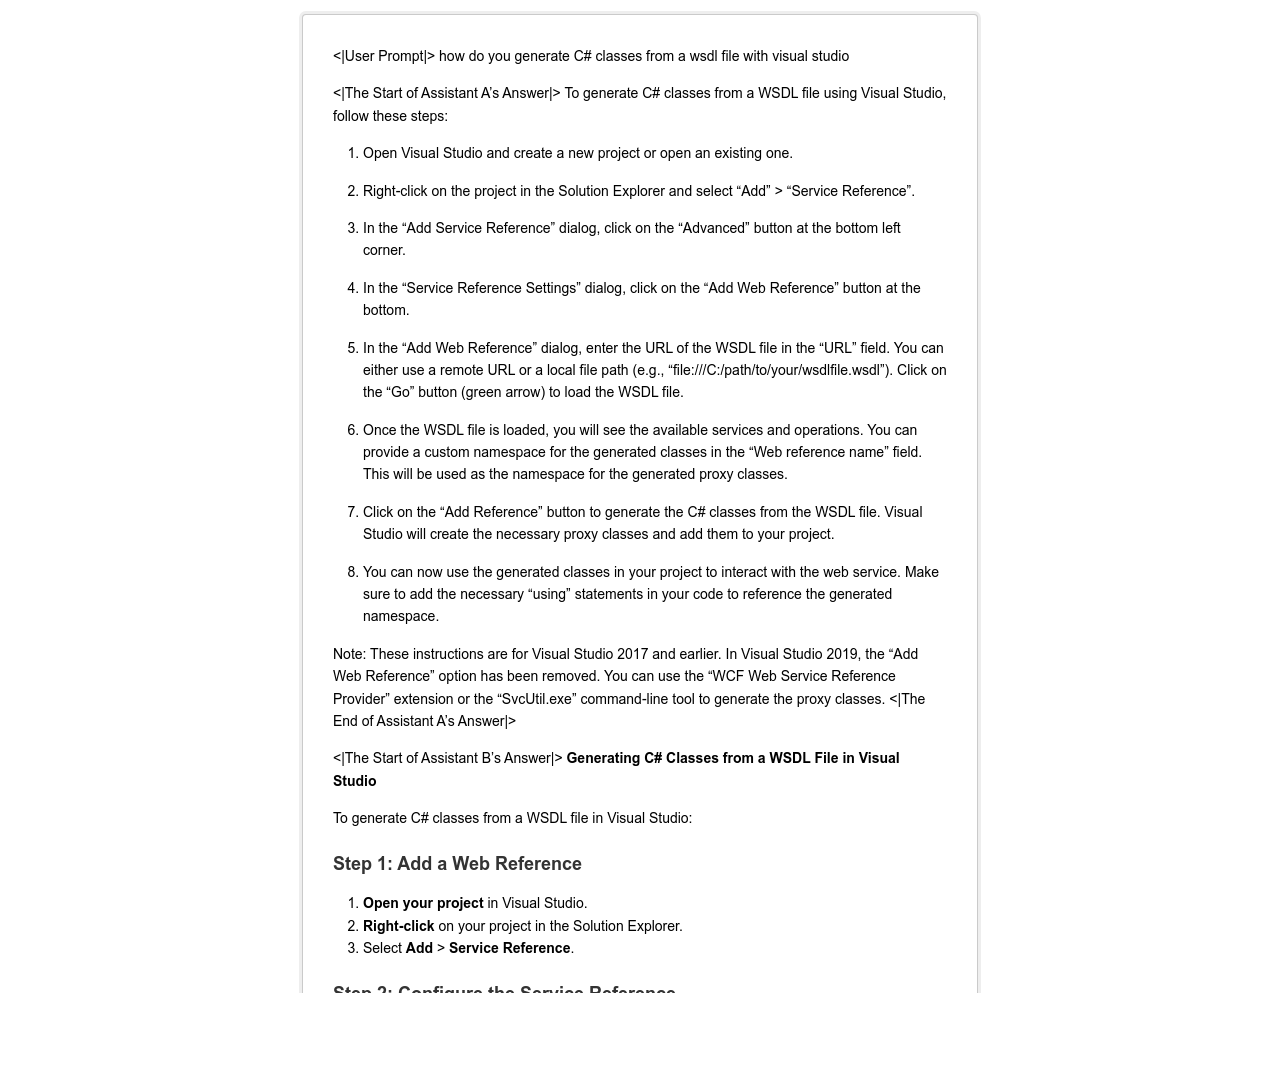 <|User Prompt|> how do you generate C# classes from a wsdl file with visual studio
<|The Start of Assistant A’s Answer|> To generate C# classes from a WSDL file using Visual Studio,
follow these steps:
1. Open Visual Studio and create a new project or open an existing one.
2. Right-click on the project in the Solution Explorer and select “Add” > “Service Reference”.
3. In the “Add Service Reference” dialog, click on the “Advanced” button at the bottom left
corner.
4. In the “Service Reference Settings” dialog, click on the “Add Web Reference” button at the
bottom.
5. In the “Add Web Reference” dialog, enter the URL of the WSDL file in the “URL” field. You can
either use a remote URL or a local file path (e.g., “file:///C:/path/to/your/wsdlfile.wsdl”). Click on
the “Go” button (green arrow) to load the WSDL file.
6. Once the WSDL file is loaded, you will see the available services and operations. You can
provide a custom namespace for the generated classes in the “Web reference name” field.
This will be used as the namespace for the generated proxy classes.
7. Click on the “Add Reference” button to generate the C# classes from the WSDL file. Visual
Studio will create the necessary proxy classes and add them to your project.
8. You can now use the generated classes in your project to interact with the web service. Make
sure to add the necessary “using” statements in your code to reference the generated
namespace.
Note: These instructions are for Visual Studio 2017 and earlier. In Visual Studio 2019, the “Add
Web Reference” option has been removed. You can use the “WCF Web Service Reference
Provider” extension or the “SvcUtil.exe” command-line tool to generate the proxy classes. <|The
End of Assistant A’s Answer|>
<|The Start of Assistant B’s Answer|> Generating C# Classes from a WSDL File in Visual
Studio
To generate C# classes from a WSDL file in Visual Studio:
Step 1: Add a Web Reference
1. Open your project in Visual Studio.
2. Right-click on your project in the Solution Explorer.
3. Select Add > Service Reference.
Step 2: Configure the Service Reference